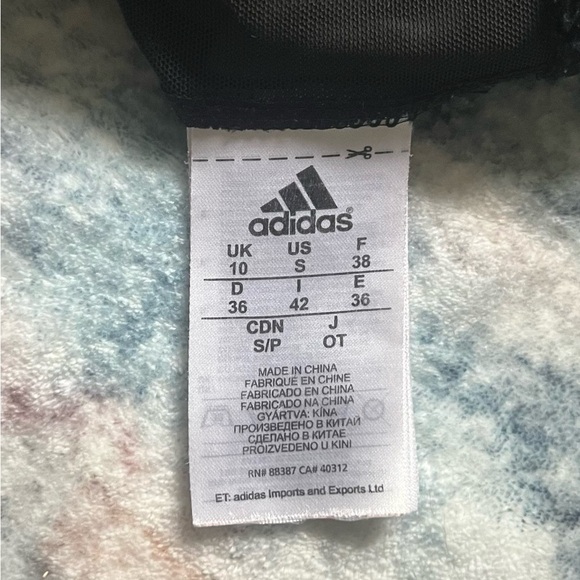 adidas®
UK US F
10 S 38
D I E
36 42 36
CDN J
S/P OT
MADE IN CHINA
FABRIQUÉ EN CHINE
FABRICADO EN CHINA
FABRICADO NA CHINA
GYÁRTVA: KÍNA
ПРОИЗВЕДЕНО В КИТАЙ
СДЕЛАНО В КИТАЕ
PROIZVEDENO U KINI
RN# 88387 CA# 40312
ET: adidas Imports and Exports Ltd